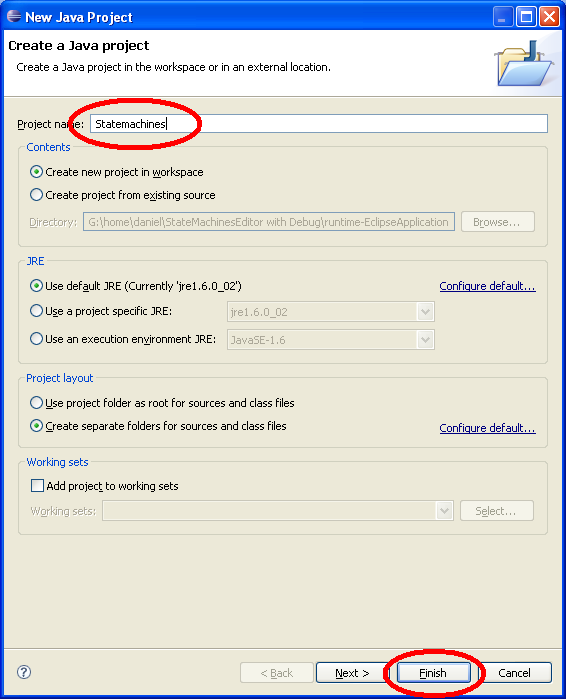 New Java Project
Create a Java project
Create a Java project in the workspace or in an external location.
Project name: Statemachines
Contents
Create new project in workspace
Create project from existing source
Directory: G:\home\daniel\StateMachinesEditor with Debug\runtime-EclipseApplication Browse...
JRE
Use default JRE (Currently 'jre1.6.0_02') Configure default...
Use a project specific JRE: jre1.6.0_02
Use an execution environment JRE: JavaSE-1.6
Project layout
Use project folder as root for sources and class files
Create separate folders for sources and class files Configure default...
Working sets
Add project to working sets
Working sets: Select...
? < Back Next > Finish Cancel